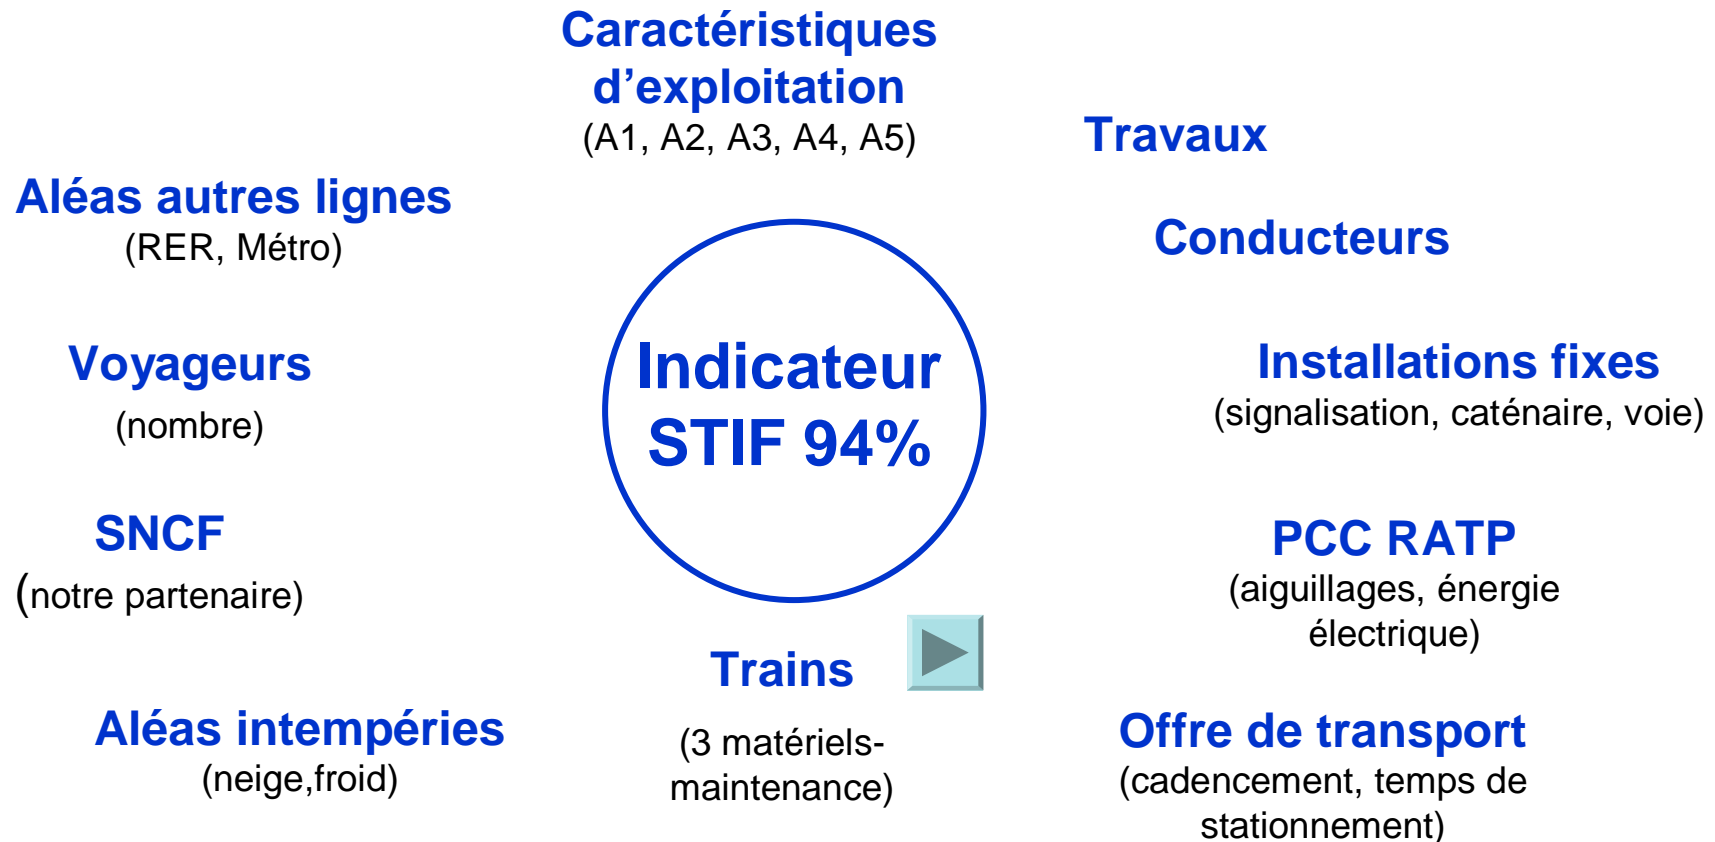 Caractéristiques
d’exploitation
(A1, A2, A3, A4, A5)
Travaux
Aléas autres lignes
(RER, Métro)
Conducteurs
Voyageurs
(nombre)
Indicateur
STIF 94%
Installations fixes
(signalisation, caténaire, voie)
SNCF
(notre partenaire)
PCC RATP
(aiguillages, énergie
électrique)
Trains
(3 matériels-
maintenance)
Aléas intempéries
(neige,froid)
Offre de transport
(cadencement, temps de
stationnement)